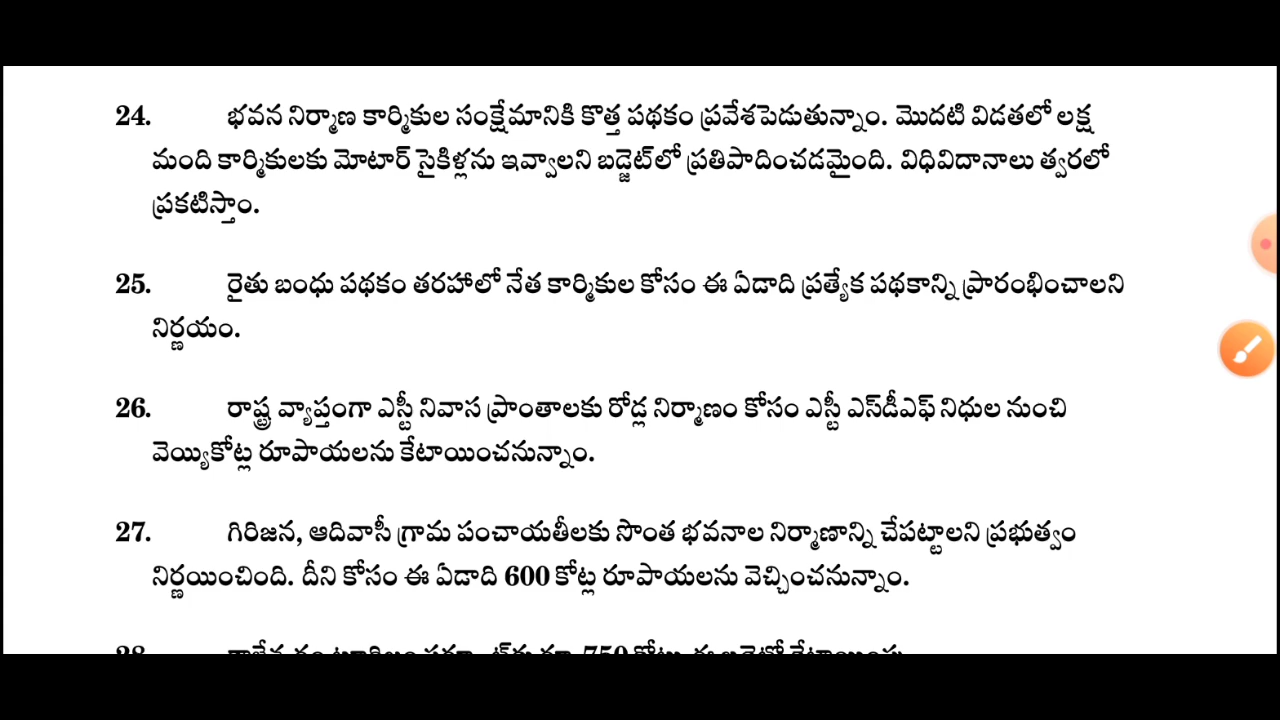 24. భవన నిర్మాణ కార్మికుల సంక్షేమానికి కొత్త పథకం ప్రవేశపెడుతున్నాం. మొదటి విడతలో లక్ష
మంది కార్మికులకు మోటార్ సైకిళ్లను ఇవ్వాలని బడ్జెట్‌లో ప్రతిపాదించడమైంది. విధివిదానాలు త్వరలో
ప్రకటిస్తాం.
25. రైతు బంధు పథకం తరహాలో నేత కార్మికుల కోసం ఈ ఏడాది ప్రత్యేక పథకాన్ని ప్రారంభించాలని
నిర్ణయం.
26. రాష్ట్ర వ్యాప్తంగా ఎస్టీ నివాస ప్రాంతాలకు రోడ్ల నిర్మాణం కోసం ఎస్టీ ఎస్‌డీఎఫ్ నిధుల నుంచి
వెయ్యికోట్ల రూపాయలను కేటాయించనున్నాం.
27. గిరిజన, ఆదివాసీ గ్రామ పంచాయతీలకు సొంత భవనాల నిర్మాణాన్ని చేపట్టాలని ప్రభుత్వం
నిర్ణయించింది. దీని కోసం ఈ ఏడాది 600 కోట్ల రూపాయలను వెచ్చించనున్నాం.
28. 750